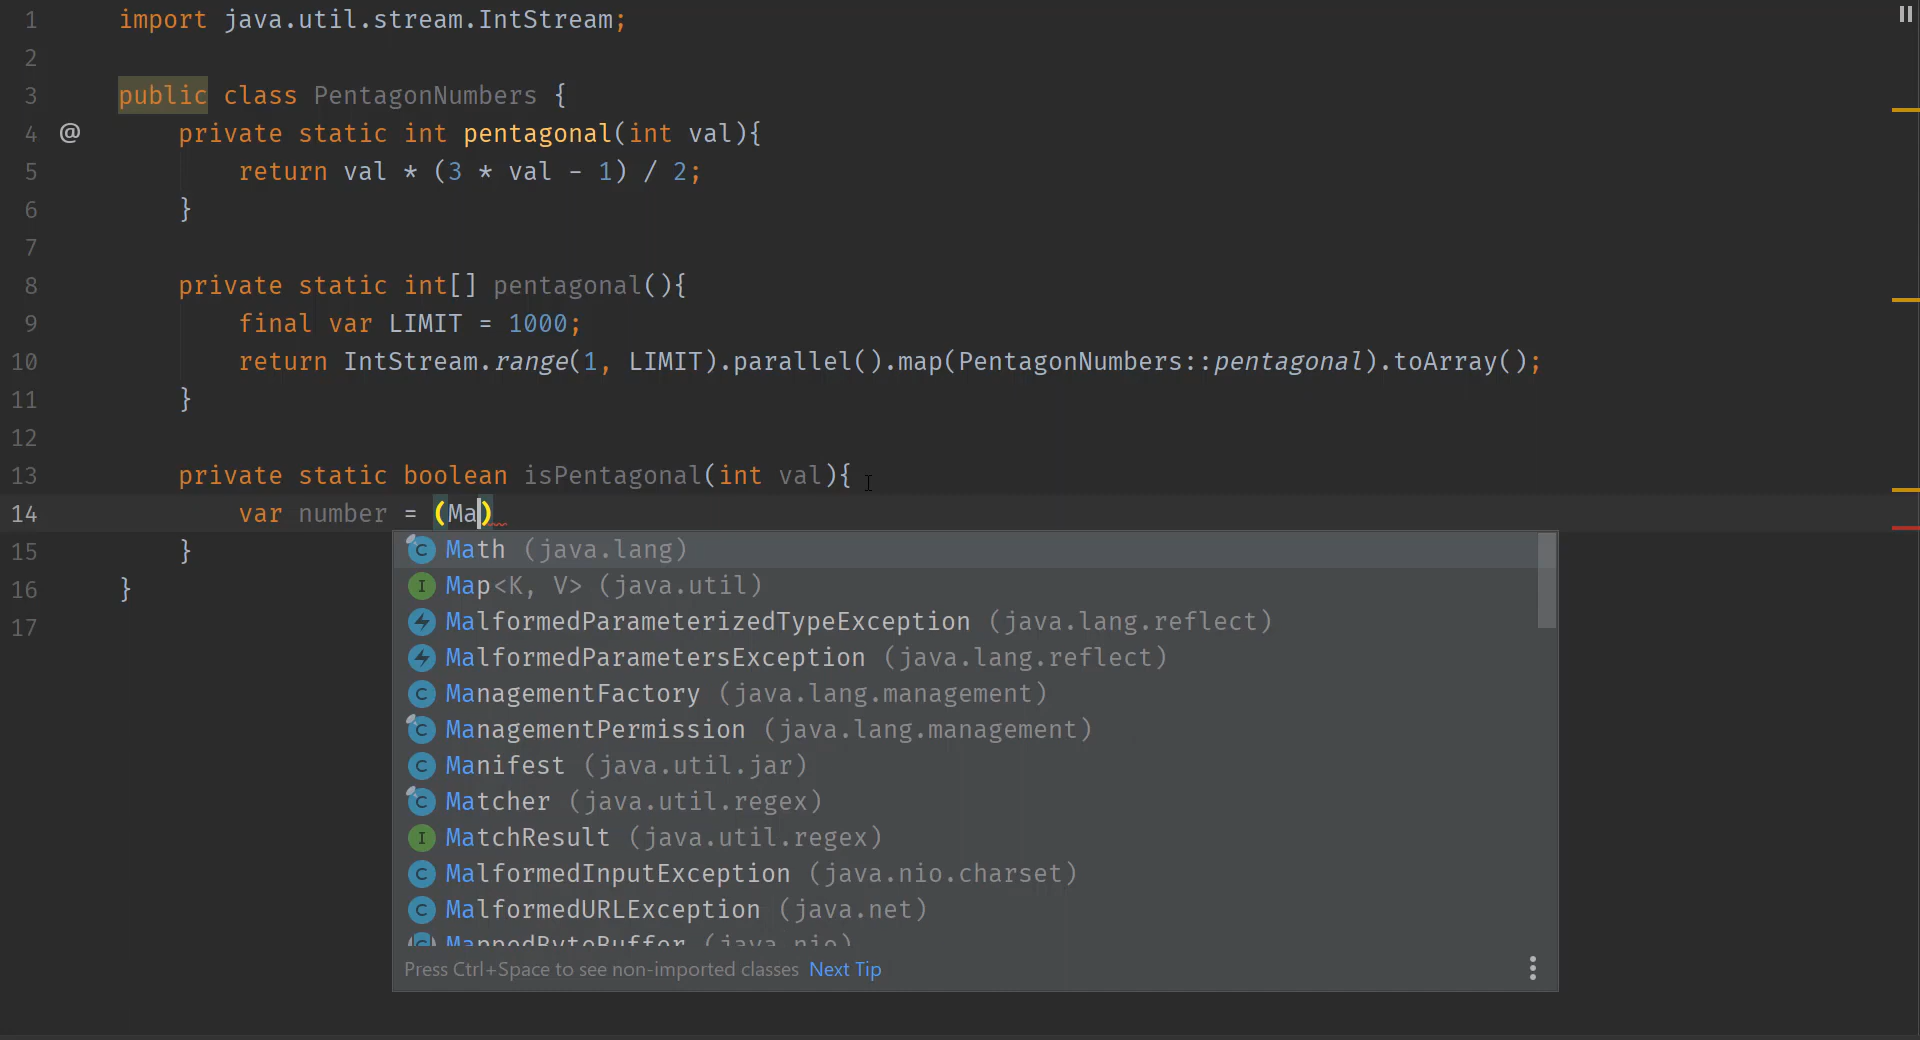 1 import java.util.stream.IntStream;
2
3 public class PentagonNumbers {
4 @ private static int pentagonal(int val){
5 return val * (3 * val - 1) / 2;
6 }
7
8 private static int[] pentagonal(){
9 final var LIMIT = 1000;
10 return IntStream.range(1, LIMIT).parallel().map(PentagonNumbers::pentagonal).toArray();
11 }
12
13 private static boolean isPentagonal(int val){
14 var number = (Ma)
15 }
16 }
17
Math (java.lang)
Map<K, V> (java.util)
MalformedParameterizedTypeException (java.lang.reflect)
MalformedParametersException (java.lang.reflect)
ManagementFactory (java.lang.management)
ManagementPermission (java.lang.management)
Manifest (java.util.jar)
Matcher (java.util.regex)
MatchResult (java.util.regex)
MalformedInputException (java.nio.charset)
MalformedURLException (java.net)
MappedByteBuffer (java.nio)
Press Ctrl+Space to see non-imported classes Next Tip